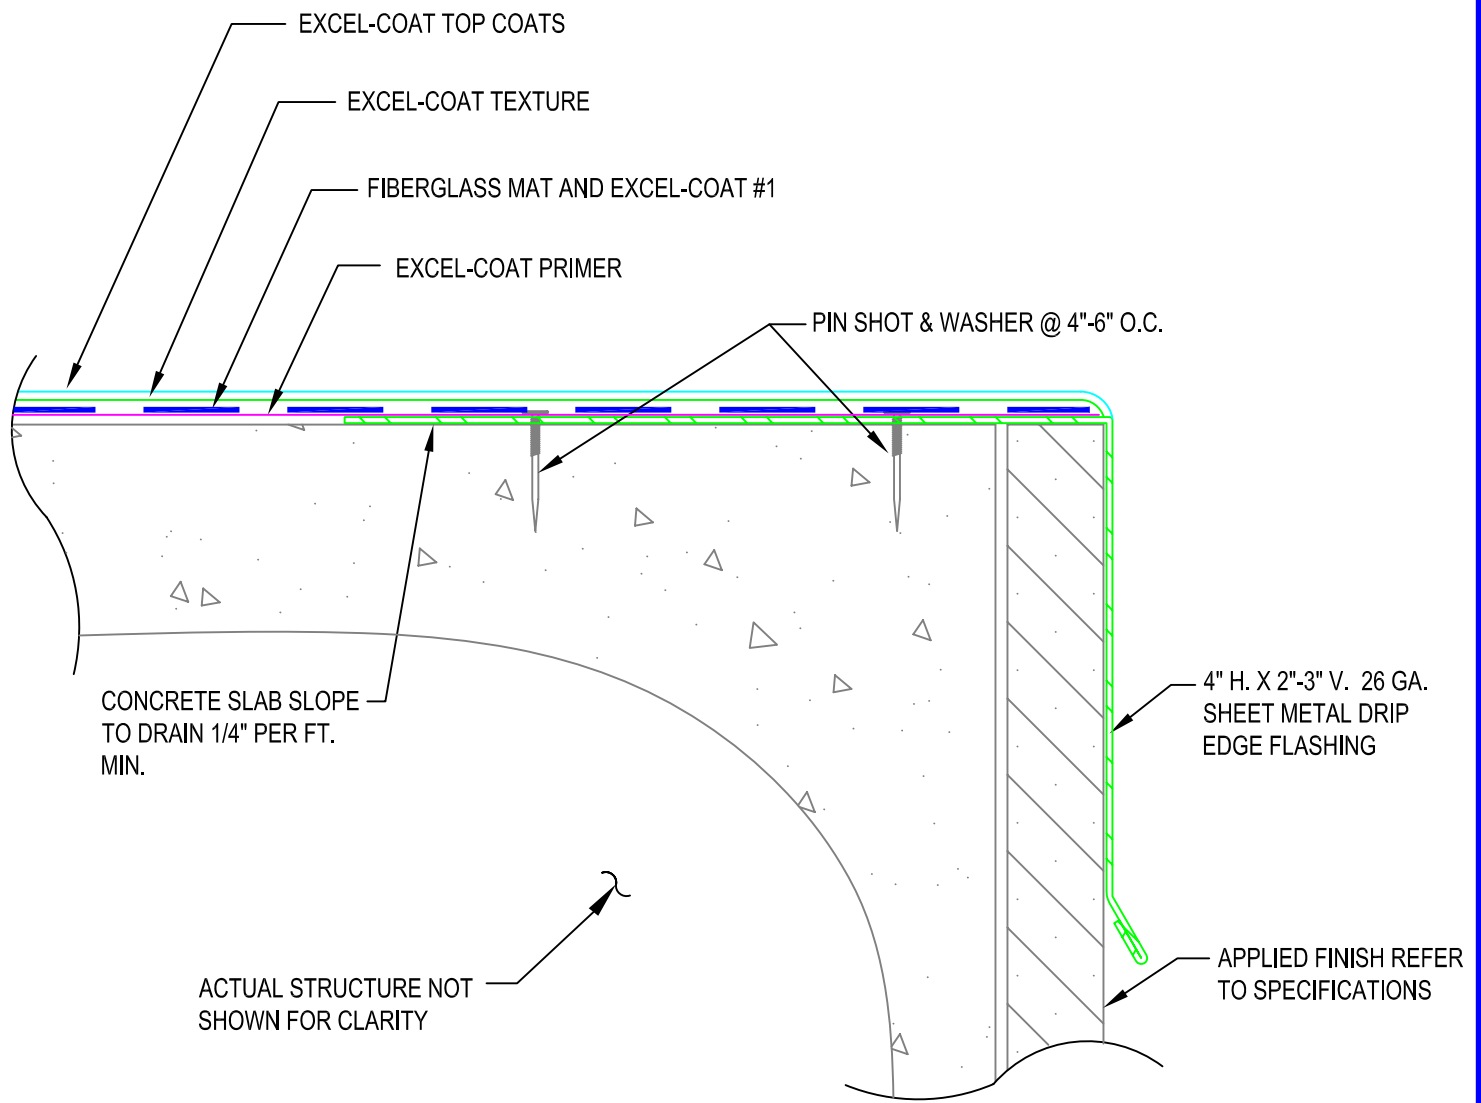 EXCEL-COAT TOP COATS
EXCEL-COAT TEXTURE
FIBERGLASS MAT AND EXCEL-COAT #1
EXCEL-COAT PRIMER
PIN SHOT & WASHER @ 4"-6" O.C.
CONCRETE SLAB SLOPE
TO DRAIN 1/4" PER FT.
MIN.
4" H. X 2"-3" V. 26 GA.
SHEET METAL DRIP
EDGE FLASHING
ACTUAL STRUCTURE NOT
SHOWN FOR CLARITY
APPLIED FINISH REFER
TO SPECIFICATIONS